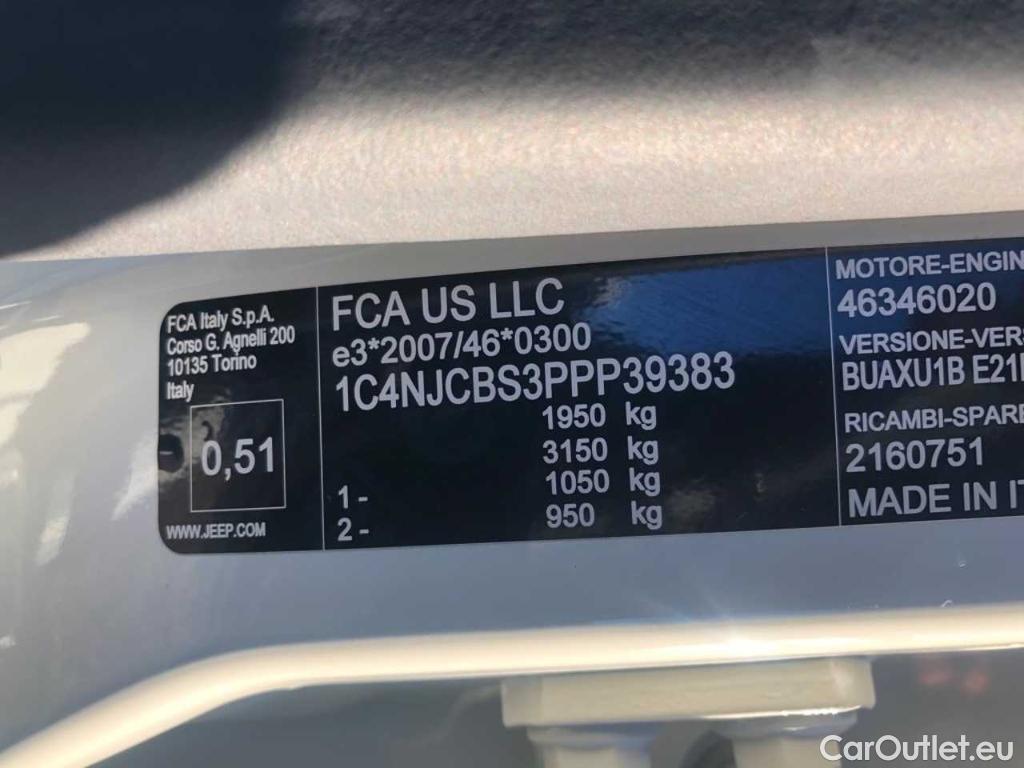 FCA Italy S.p.A.
Corso G. Agnelli 200
10135 Torino
Italy
0,51
WWW.JEEP.COM
FCA US LLC
e3*2007/46*0300
1C4NJCBS3PPP39383
1950 kg
3150 kg
1 - 1050 kg
2 - 950 kg
MOTORE-ENGIN
46346020
VERSIONE-VERS
BUAXU1B E21
RICAMBI-SPARE
2160751
MADE IN IT
CarOutlet.eu